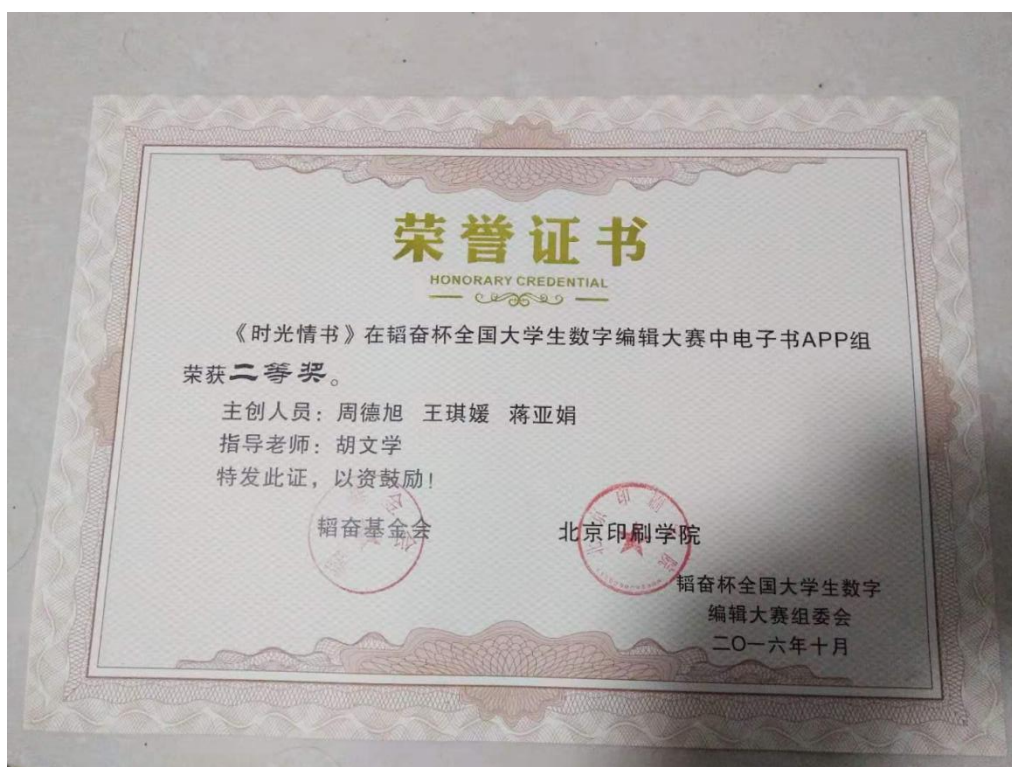 荣誉证书
HONORARY CREDENTIAL
《时光情书》在韬奋杯全国大学生数字编辑大赛中电子书APP组
荣获二等奖。
主创人员：周德旭 王琪媛 蒋亚娟
指导老师：胡文学
特发此证，以资鼓励！
韬奋基金会 北京印刷学院
韬奋杯全国大学生数字
编辑大赛组委会
二〇一六年十月